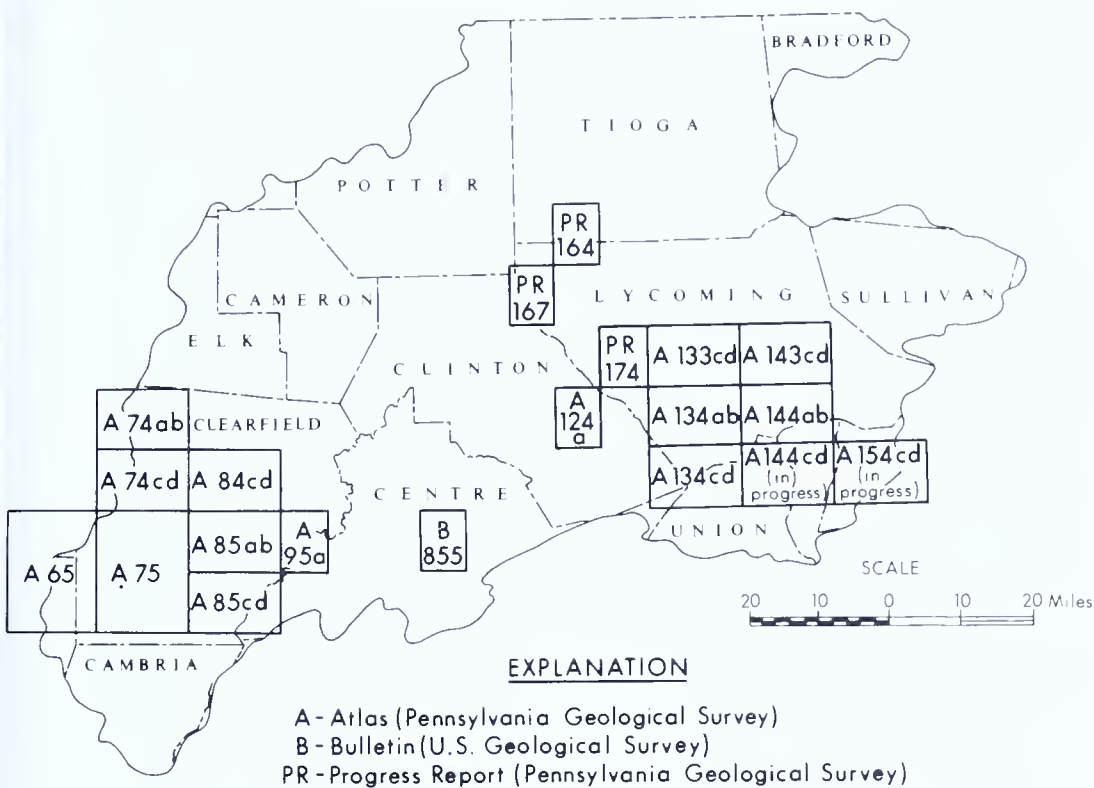 BRADFORD
TIOGA
POTTER
PR
164
PR
167
CAMERON
LYCOMING
SULLIVAN
ELK
PR
174
A 133cd
A 143cd
CLINTON
A
124
a
A 134ab
A 144ab
A 74ab
CLEARFIELD
A 74cd
A 84cd
A 134cd
A 144cd
(in
progress)
A 154cd
(in
progress)
CENTRE
B
855
UNION
A 65
A 75
A 85ab
A
95a
A 85cd
SCALE
20 10 0 10 20 Miles
CAMBRIA
EXPLANATION
A - Atlas (Pennsylvania Geological Survey)
B - Bulletin (U.S. Geological Survey)
PR - Progress Report (Pennsylvania Geological Survey)